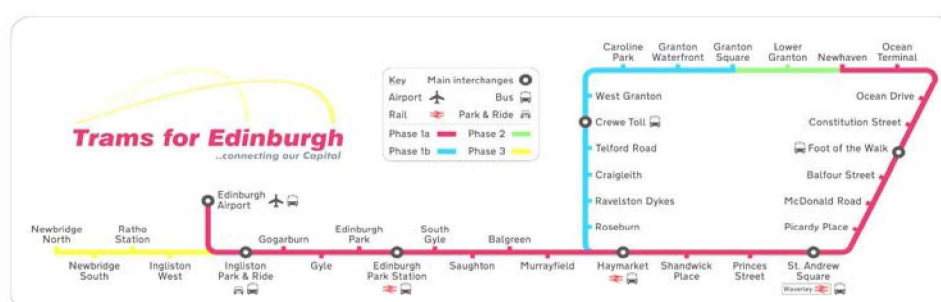 Trams for Edinburgh
..connecting our Capital
Key Main interchanges
Airport Bus
Rail Park & Ride
Phase 1a Phase 2
Phase 1b Phase 3
Caroline
Park
Granton
Waterfront
Granton
Square
Lower
Granton
Newhaven
Ocean
Terminal
West Granton
Crewe Toll
Telford Road
Craigleith
Ravelston Dykes
Roseburn
Ocean Drive
Constitution Street
Foot of the Walk
Balfour Street
McDonald Road
Picardy Place
Edinburgh
Airport
Newbridge
North
Newbridge
South
Ratho
Station
Ingliston
West
Ingliston
Park & Ride
Gogarburn
Gyle
Edinburgh
Park
Edinburgh
Park Station
South
Gyle
Saughton
Balgreen
Murrayfield
Haymarket
Shandwick
Place
Princes
Street
St. Andrew
Square
Waverley